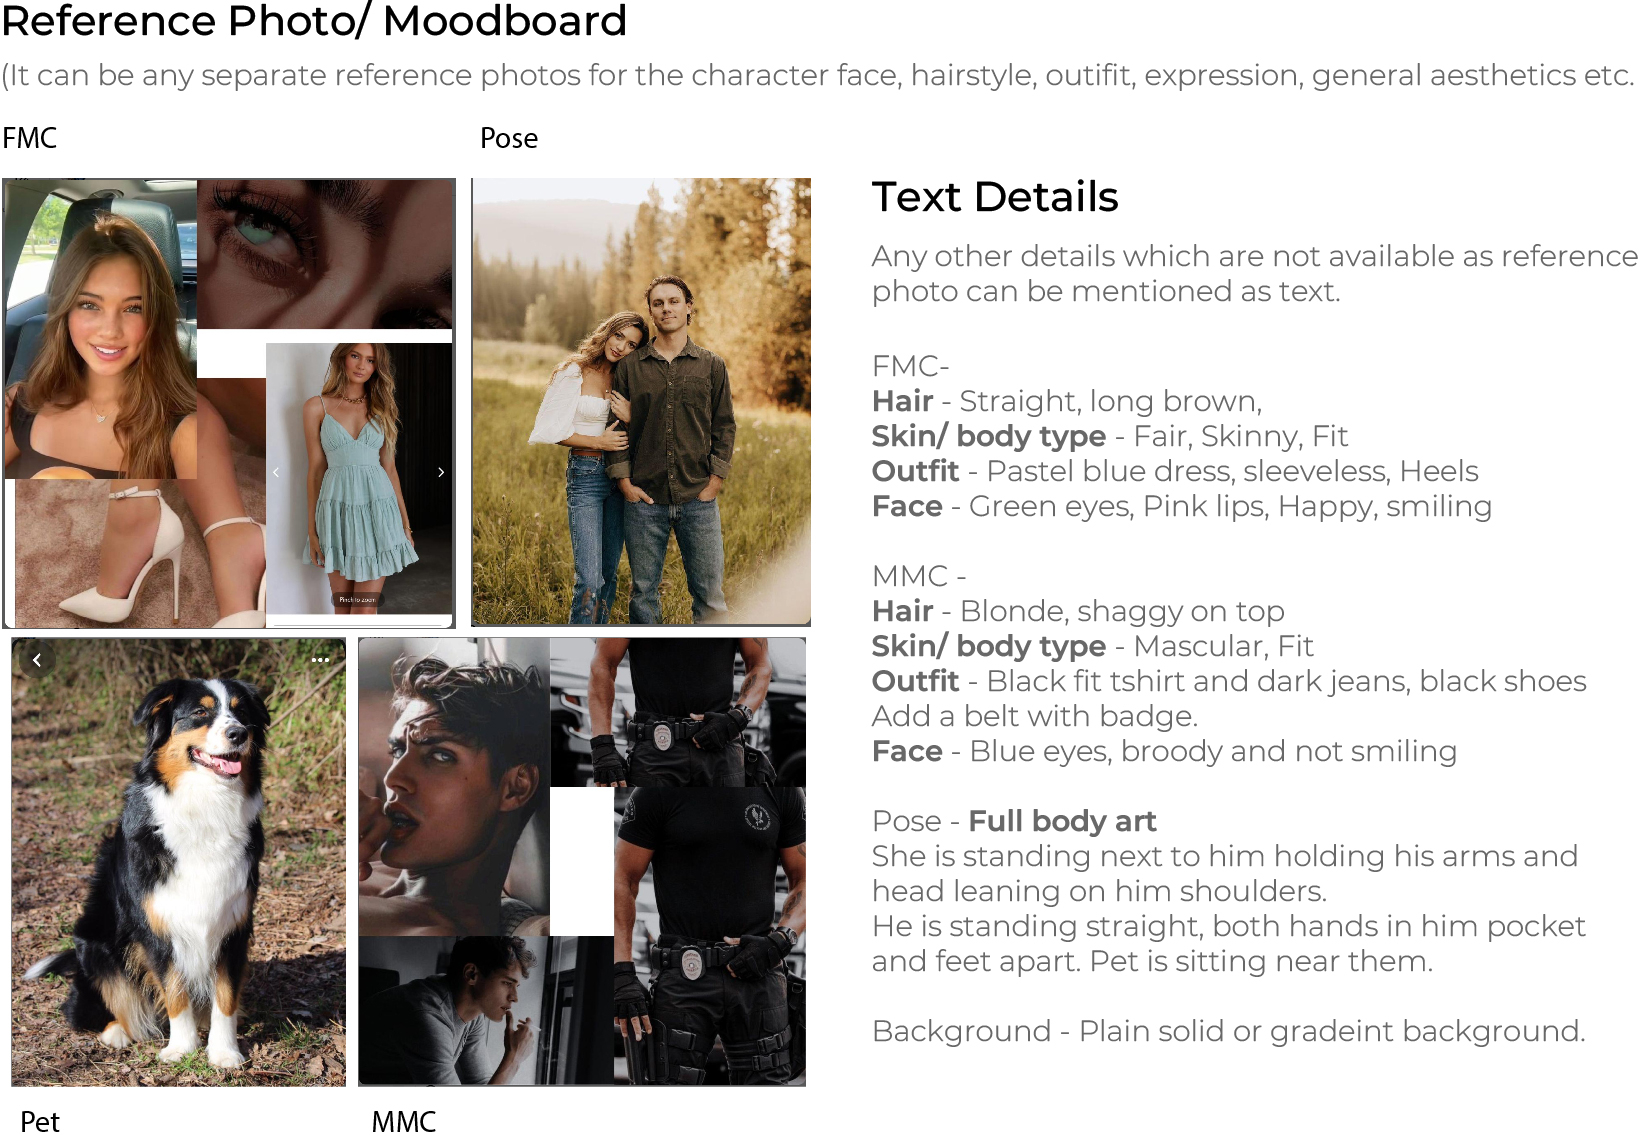 Reference Photo/ Moodboard
(It can be any separate reference photos for the character face, hairstyle, outifit, expression, general aesthetics etc.
FMC
Pose
Pinch to zoom
Pet
MMC
Text Details
Any other details which are not available as reference
photo can be mentioned as text.
FMC-
Hair - Straight, long brown,
Skin/ body type - Fair, Skinny, Fit
Outfit - Pastel blue dress, sleeveless, Heels
Face - Green eyes, Pink lips, Happy, smiling
MMC -
Hair - Blonde, shaggy on top
Skin/ body type - Mascular, Fit
Outfit - Black fit tshirt and dark jeans, black shoes
Add a belt with badge.
Face - Blue eyes, broody and not smiling
Pose - Full body art
She is standing next to him holding his arms and
head leaning on him shoulders.
He is standing straight, both hands in him pocket
and feet apart. Pet is sitting near them.
Background - Plain solid or gradeint background.